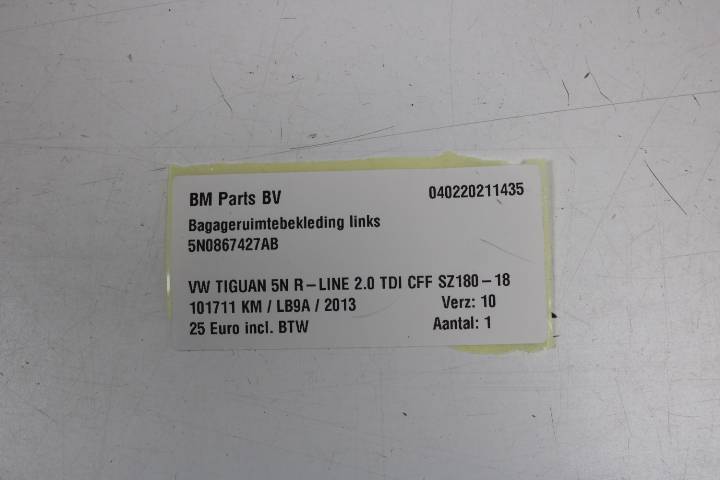 BM Parts BV 040220211435
Bagageruimtebekleding links
5N0867427AB
VW TIGUAN 5N R-LINE 2.0 TDI CFF SZ180-18
101711 KM / LB9A / 2013 Verz: 10
25 Euro incl. BTW Aantal: 1